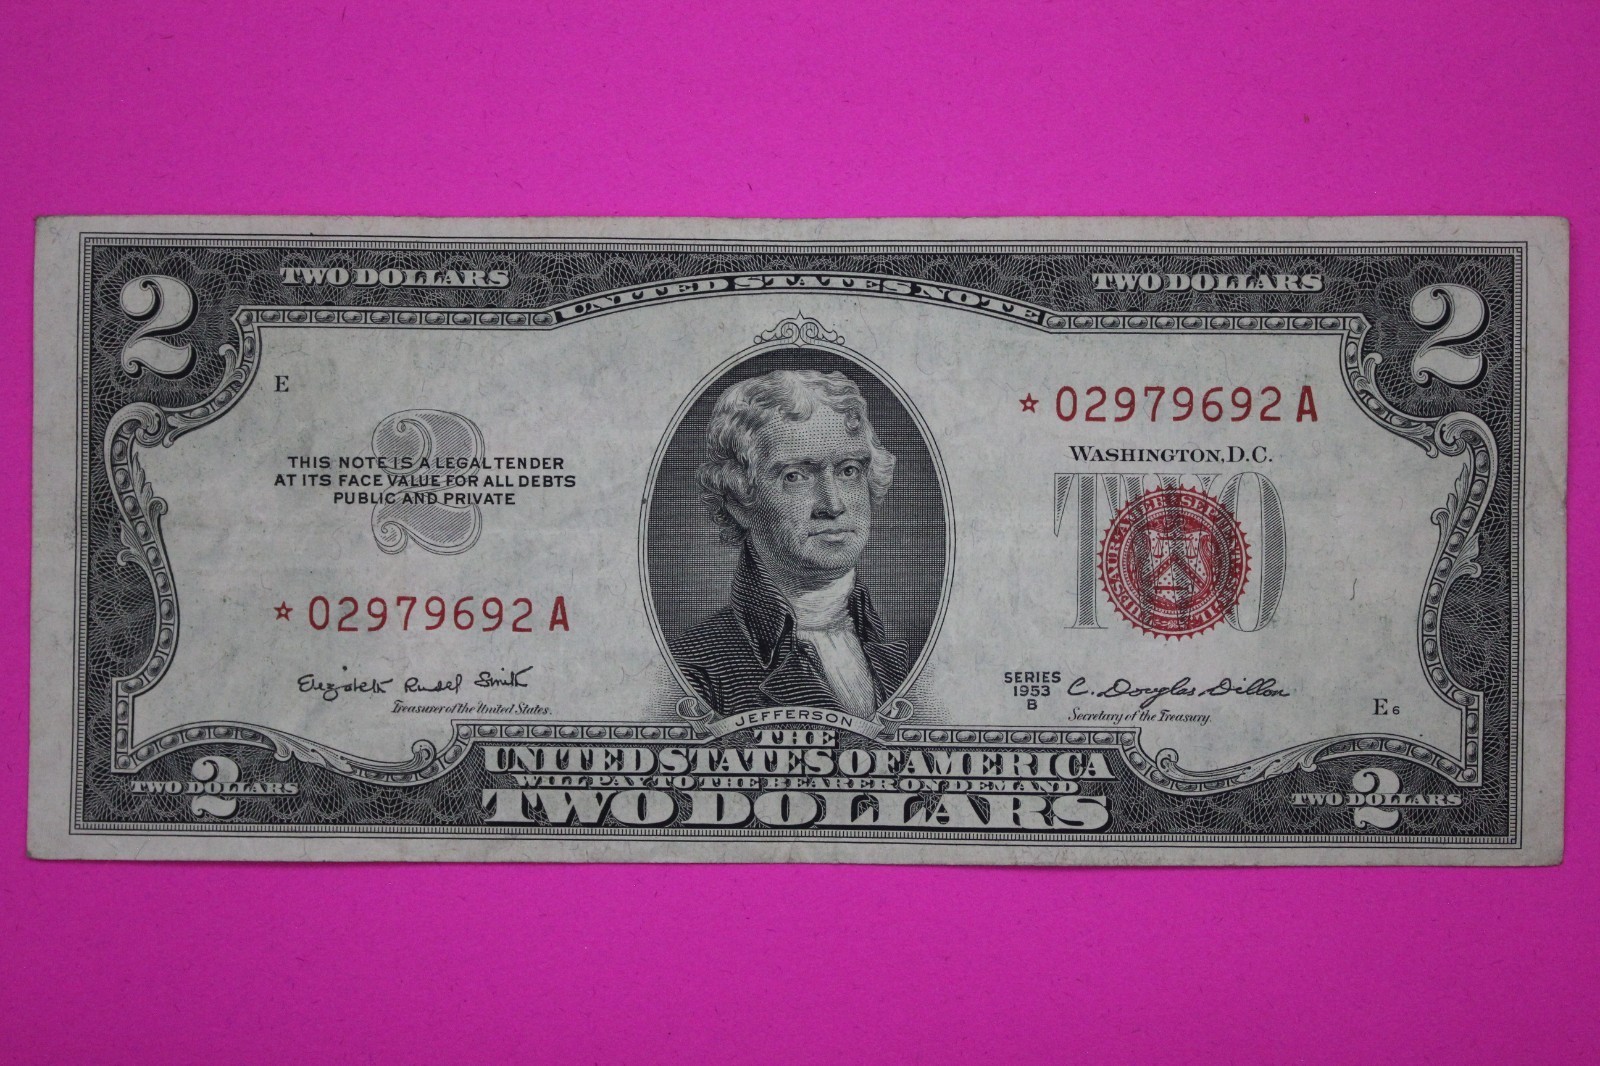 TWO DOLLARS
UNITED STATES NOTE
TWO DOLLARS
2
2
E
☆ 02979692 A
WASHINGTON, D.C.
2
THIS NOTE IS A LEGAL TENDER
AT ITS FACE VALUE FOR ALL DEBTS
PUBLIC AND PRIVATE
TWO
☆ 02979692 A
Elizabeth Rudel Smith
Treasurer of the United States.
SERIES
1953
B
C. Douglas Dillon
Secretary of the Treasury.
E 6
JEFFERSON
THE
UNITED STATES OF AMERICA
WILL PAY TO THE BEARER ON DEMAND
TWO DOLLARS
2
TWO DOLLARS
2
TWO DOLLARS